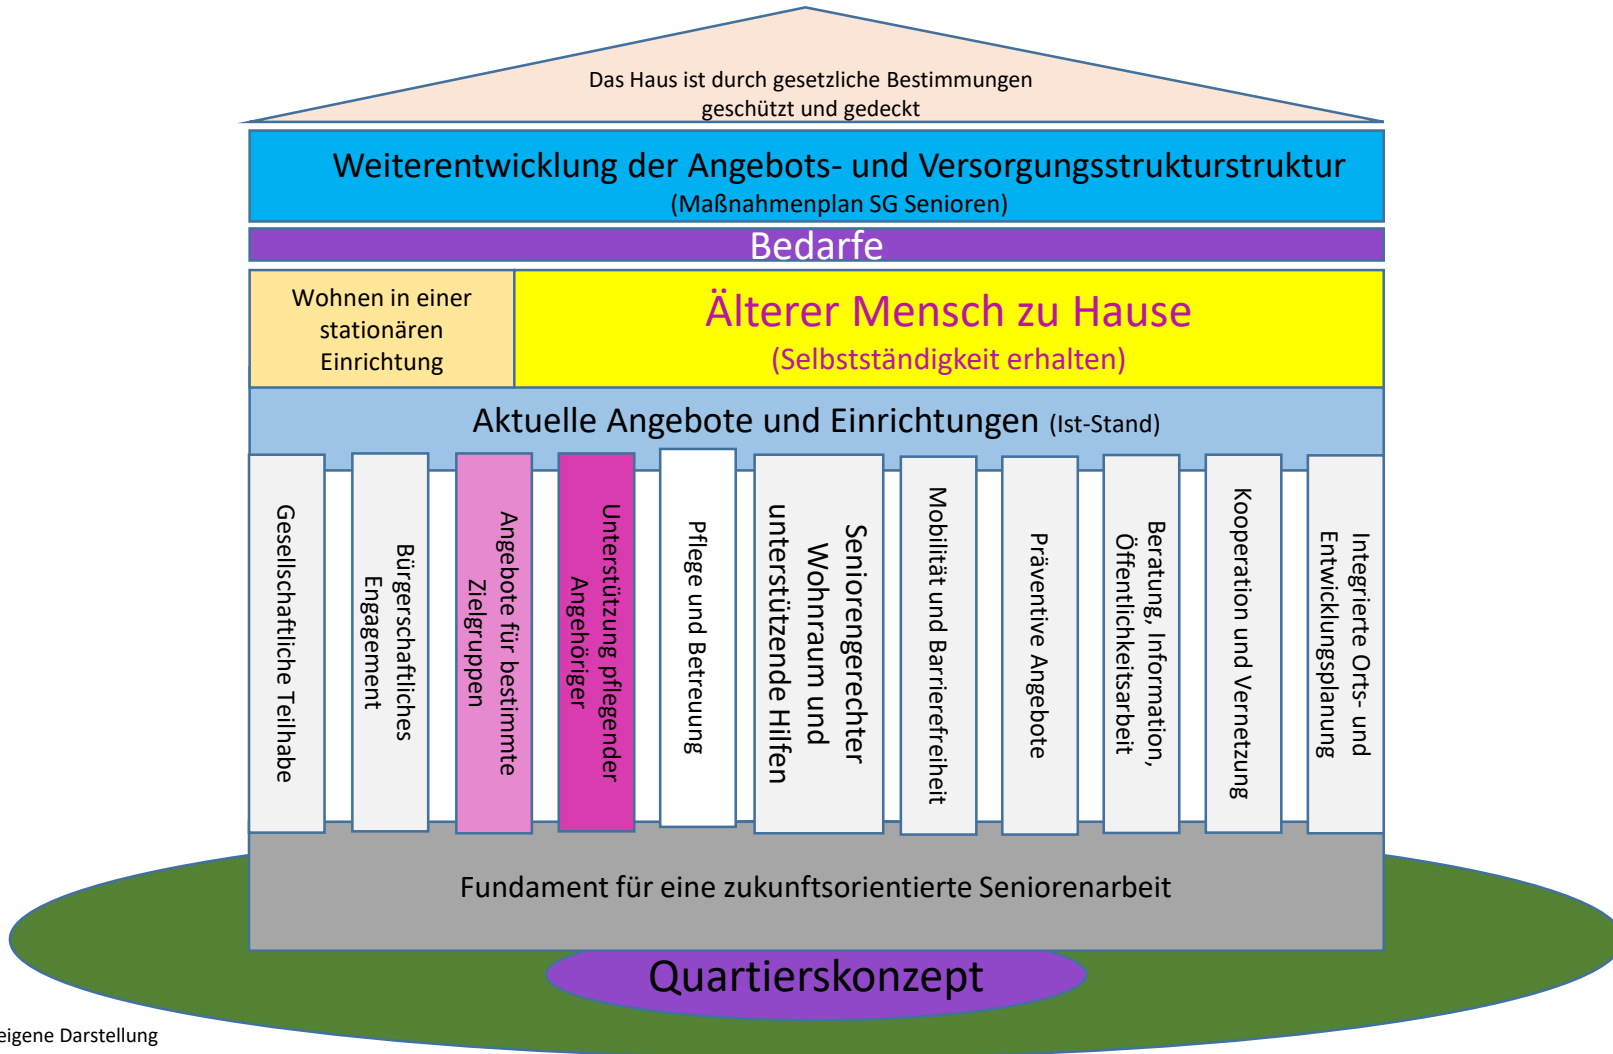 Das Haus ist durch gesetzliche Bestimmungen
geschützt und gedeckt
Weiterentwicklung der Angebots- und Versorgungsstrukturstruktur
(Maßnahmenplan SG Senioren)
Bedarfe
Wohnen in einer
stationären
Einrichtung
Älterer Mensch zu Hause
(Selbstständigkeit erhalten)
Aktuelle Angebote und Einrichtungen (Ist-Stand)
Gesellschaftliche Teilhabe
Bürgerschaftliches
Engagement
Angebote für bestimmte
Zielgruppen
Unterstützung pflegender
Angehöriger
Pflege und Betreuung
Seniorengerechter
Wohnraum und
unterstützende Hilfen
Mobilität und Barrierefreiheit
Präventive Angebote
Beratung, Information,
Öffentlichkeitsarbeit
Kooperation und Vernetzung
Integrierte Orts- und
Entwicklungsplanung
Fundament für eine zukunftsorientierte Seniorenarbeit
Quartierskonzept
eigene Darstellung